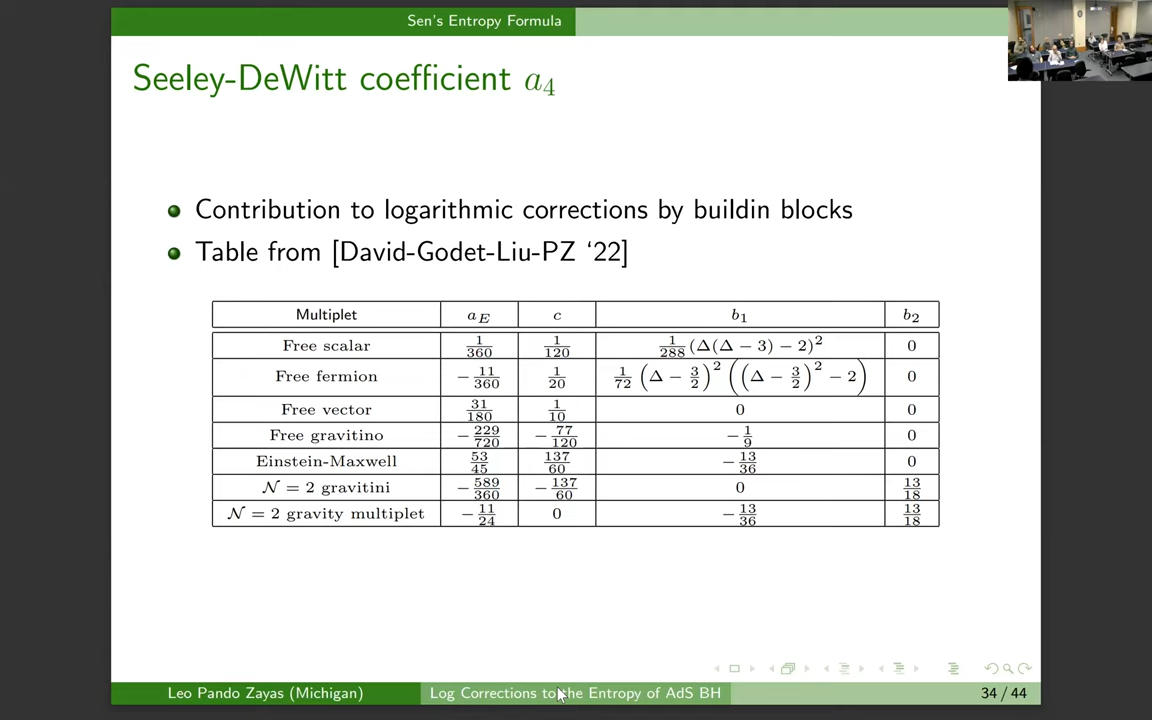 Sen's Entropy Formula
Seeley-DeWitt coefficient a₄
Contribution to logarithmic corrections by buildin blocks
Table from [David-Godet-Liu-PZ ‘22]
Multiplet a_E c b₁ b₂
Free scalar 1/360 1/120 1/288 (Δ(Δ − 3) − 2)² 0
Free fermion −11/360 1/20 1/72 (Δ − 3/2)² ((Δ − 3/2)² − 2) 0
Free vector 31/180 1/10 0 0
Free gravitino −229/720 −77/120 −1/9 0
Einstein-Maxwell 53/45 137/60 −13/36 0
𝒩 = 2 gravitini −589/360 −137/60 0 13/18
𝒩 = 2 gravity multiplet −11/24 0 −13/36 13/18
Leo Pando Zayas (Michigan) Log Corrections to the Entropy of AdS BH 34 / 44